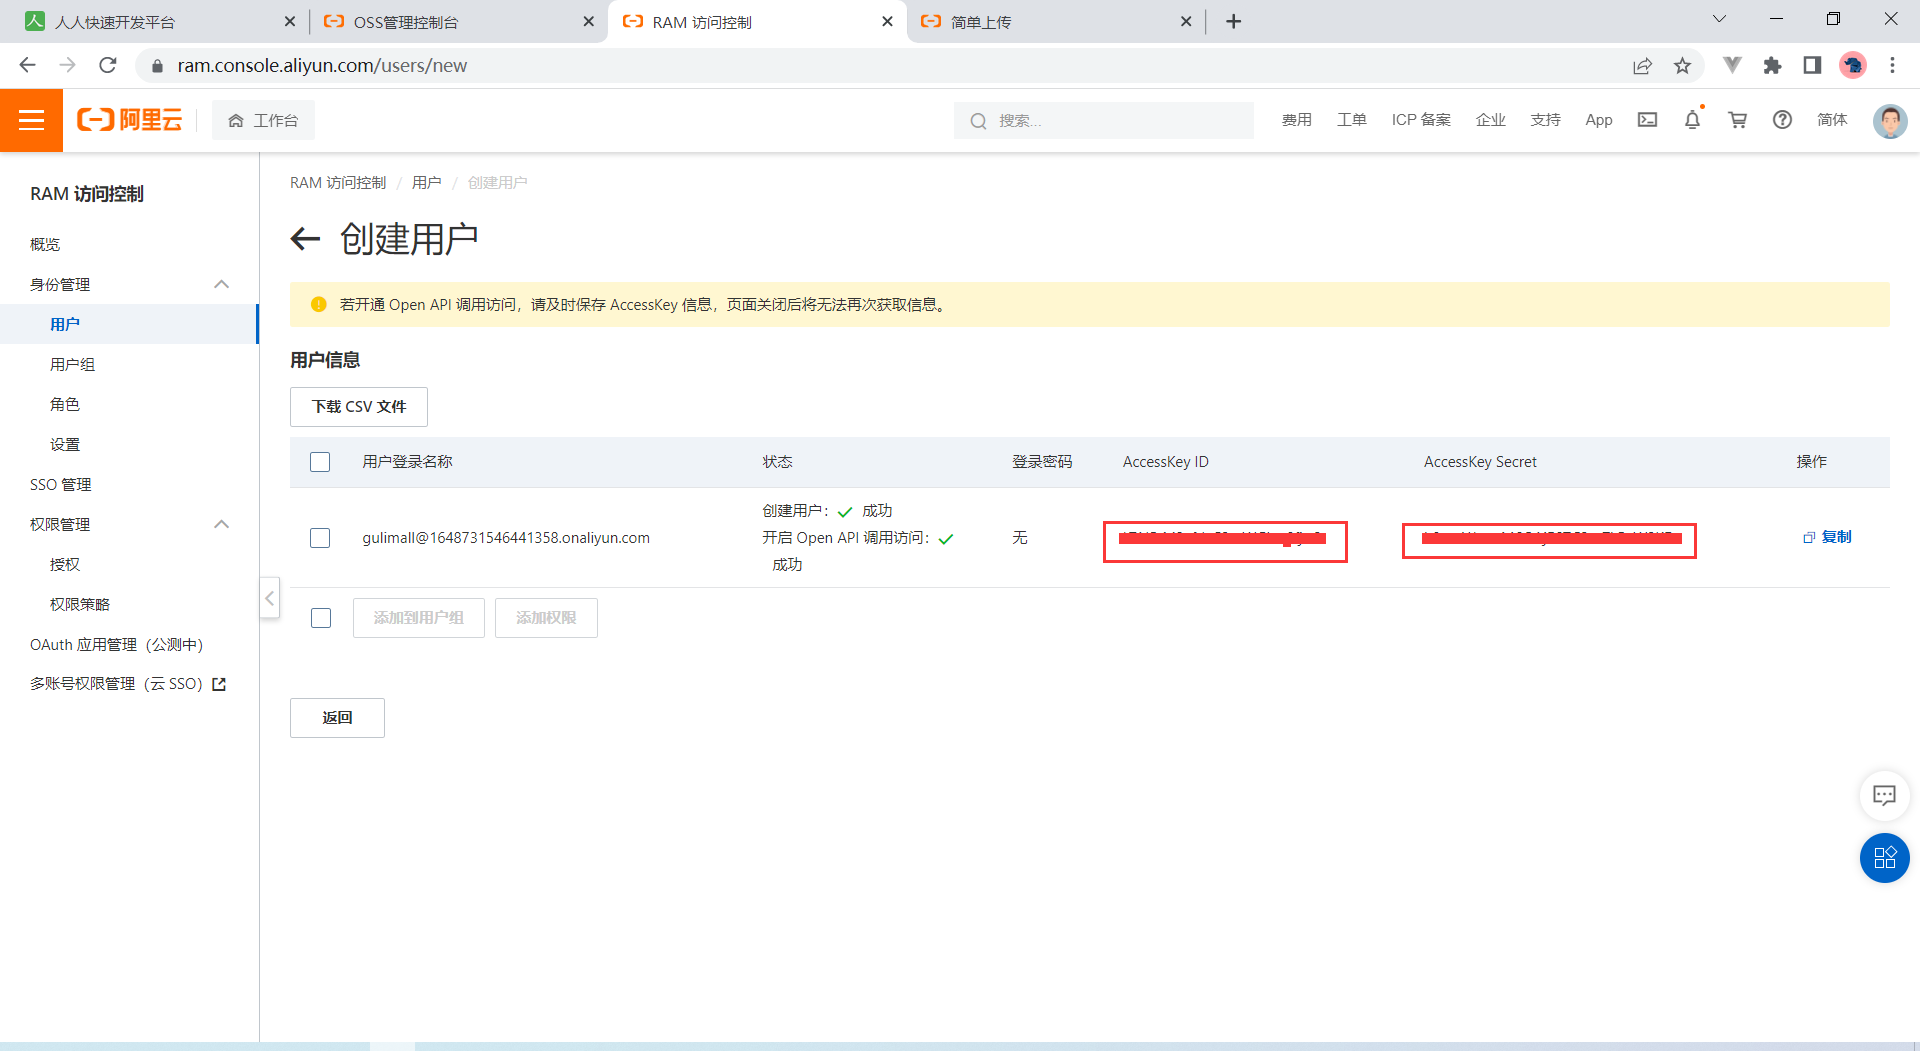 人人快速开发平台
OSS管理控制台
RAM 访问控制
简单上传
ram.console.aliyun.com/users/new
阿里云
工作台
搜索...
费用
工单
ICP 备案
企业
支持
App
简体
RAM 访问控制
概览
身份管理
用户
用户组
角色
设置
SSO 管理
权限管理
授权
权限策略
OAuth 应用管理（公测中）
多账号权限管理（云 SSO）
RAM 访问控制 / 用户 / 创建用户
创建用户
若开通 Open API 调用访问，请及时保存 AccessKey 信息，页面关闭后将无法再次获取信息。
用户信息
下载 CSV 文件
用户登录名称 状态 登录密码 AccessKey ID AccessKey Secret 操作
gulimall@1648731546441358.onaliyun.com
创建用户： 成功
开启 Open API 调用访问：
成功
无
复制
添加到用户组
添加权限
返回